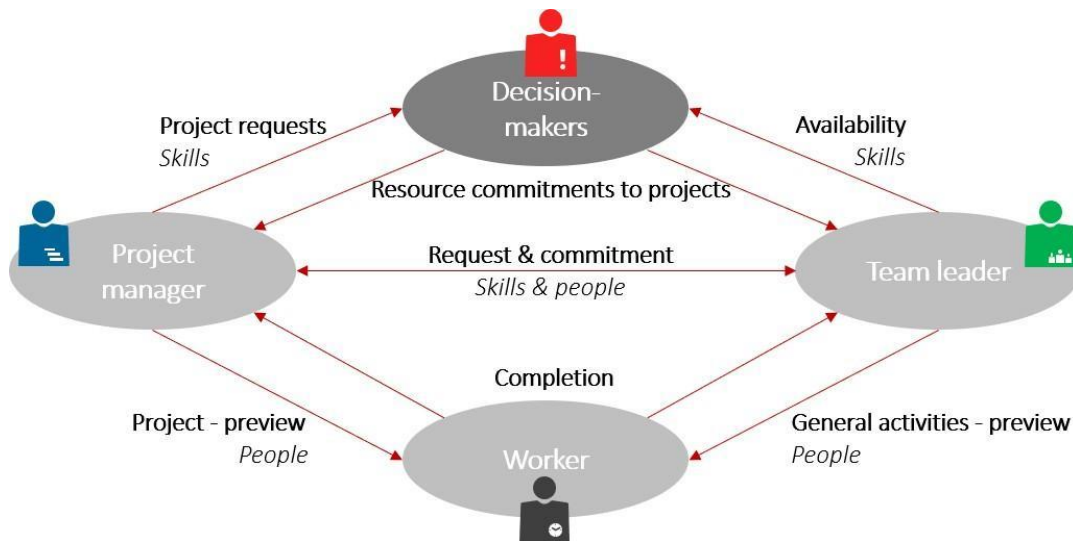 Decision-
makers
Project requests
Skills
Availability
Skills
Resource commitments to projects
Project
manager
Request & commitment
Skills & people
Team leader
Completion
Project - preview
People
General activities - preview
People
Worker